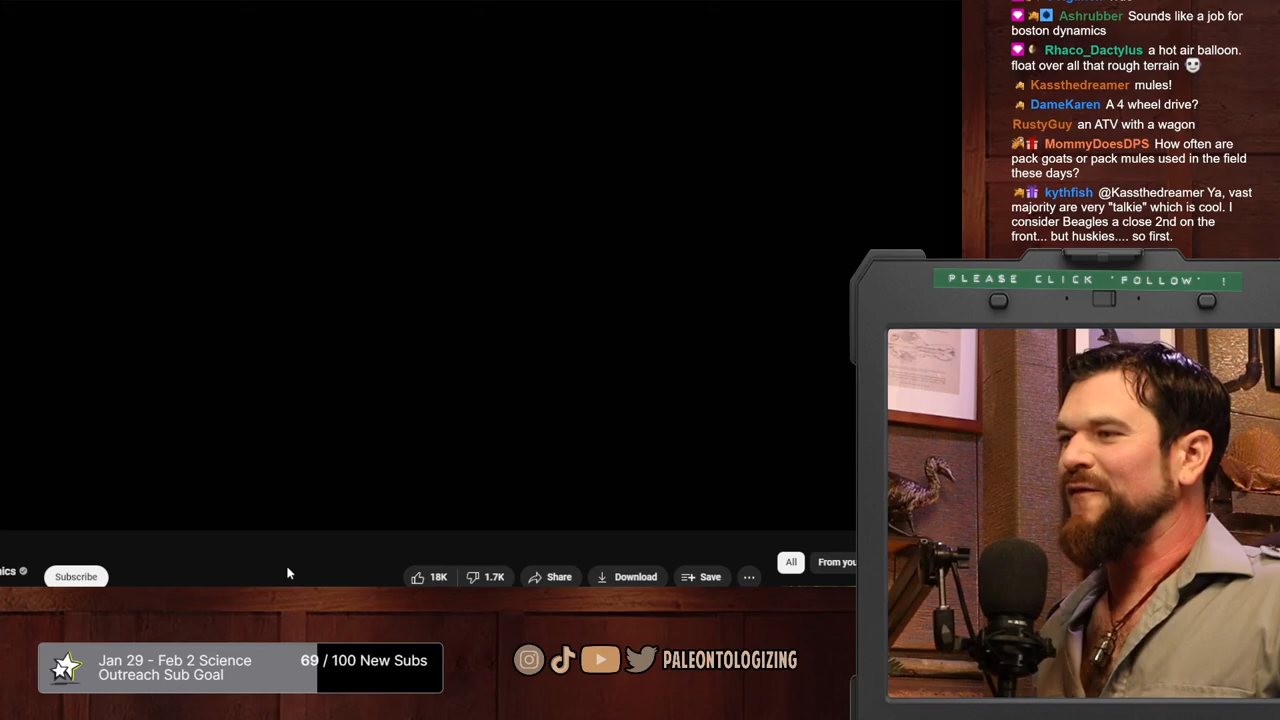 Ashrubber Sounds like a job for
boston dynamics
Rhaco_Dactylus a hot air balloon.
float over all that rough terrain
Kassthedreamer mules!
DameKaren A 4 wheel drive?
RustyGuy an ATV with a wagon
MommyDoesDPS How often are
pack goats or pack mules used in the field
these days?
kythfish @Kassthedreamer Ya, vast
majority are very "talkie" which is cool. I
consider Beagles a close 2nd on the
front... but huskies.... so first.
PLEASE CLICK 'FOLLOW' !
All
From you
ics
Subscribe
18K
1.7K
Share
Download
Save
Jan 29 - Feb 2 Science
Outreach Sub Goal
69 / 100 New Subs
PALEONTOLOGIZING